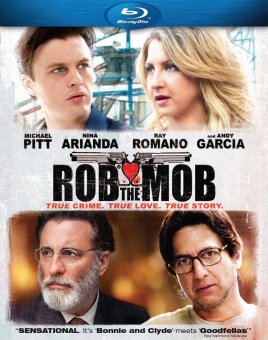 Blu-ray Disc
MICHAEL PITT
NINA ARIANDA
RAY ROMANO
and ANDY GARCIA
ROB THE MOB
TRUE CRIME. TRUE LOVE. TRUE STORY.
"SENSATIONAL. It's 'Bonnie and Clyde' meets 'Goodfellas'"